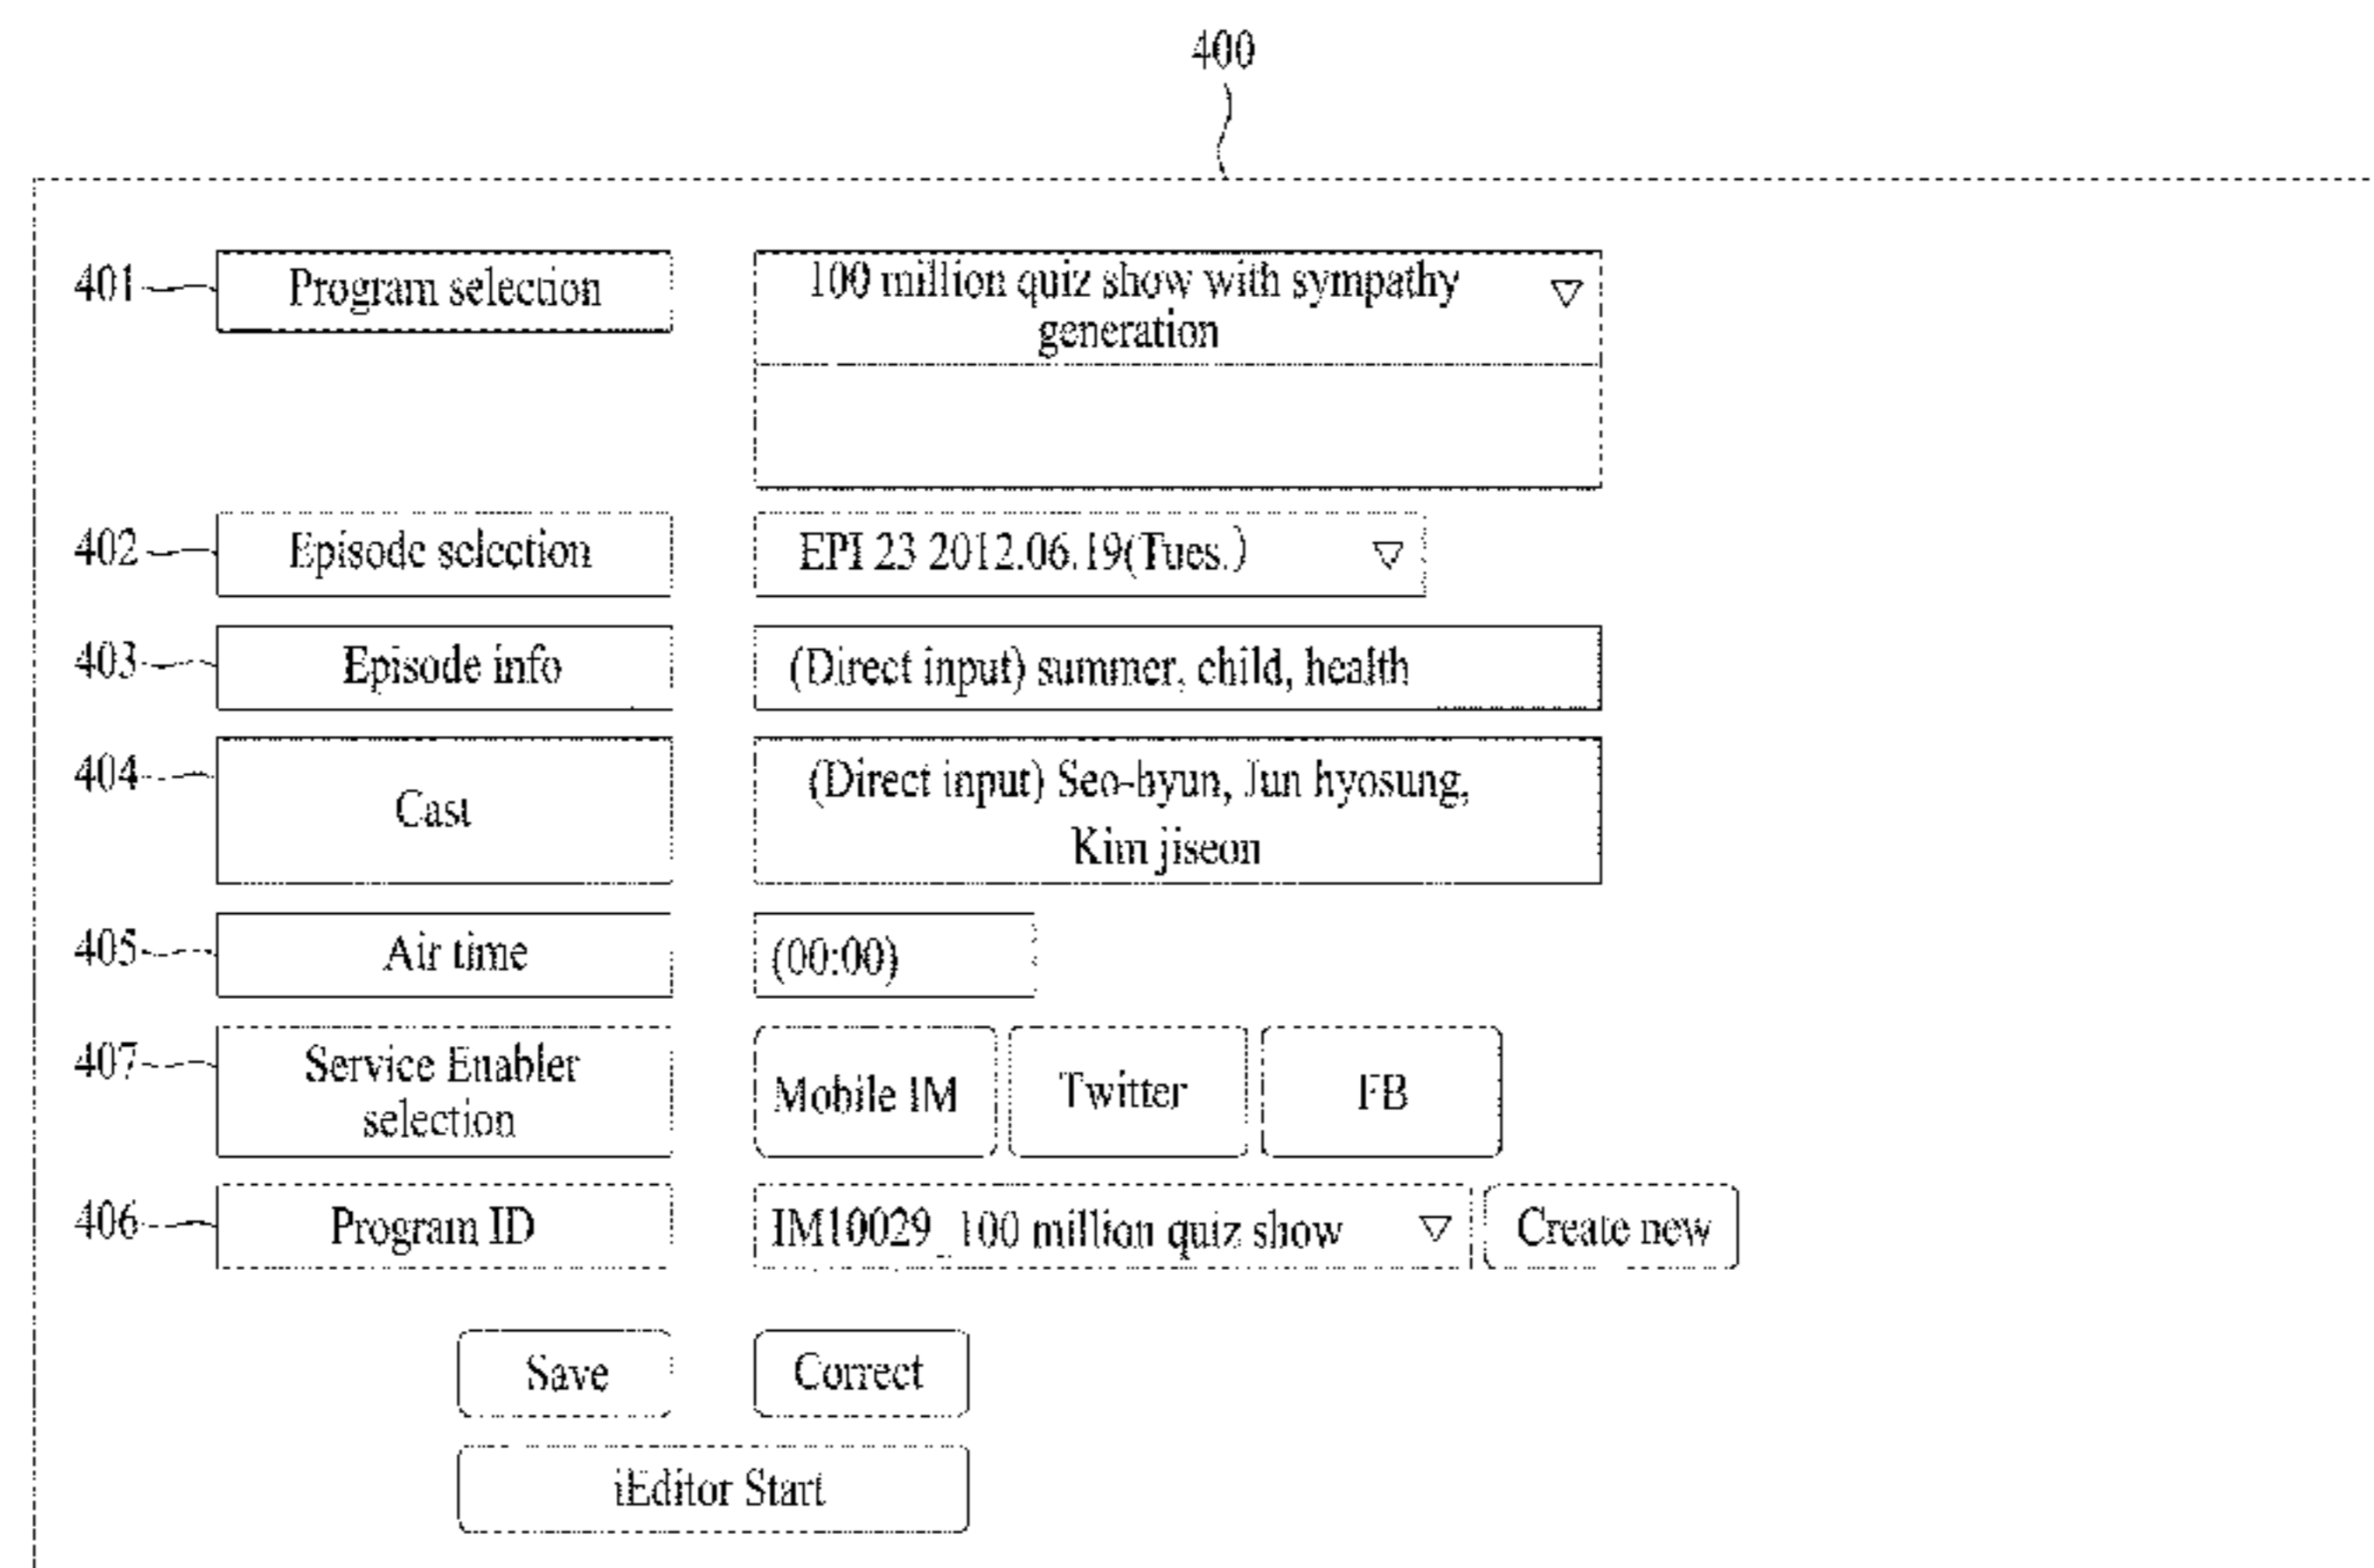 400
401 Program selection 100 million quiz show with sympathy
generation
402 Episode selection EPI 23 2012.06.19(Tues.)
403 Episode info (Direct input) summer, child, health
404 Cast (Direct input) Seo-hyun, Jun hyosung,
Kim jiseon
405 Air time (00:00)
407 Service Enabler
selection
Mobile IM Twitter FB
406 Program ID IM10029_100 million quiz show Create new
Save Correct
iEditor Start